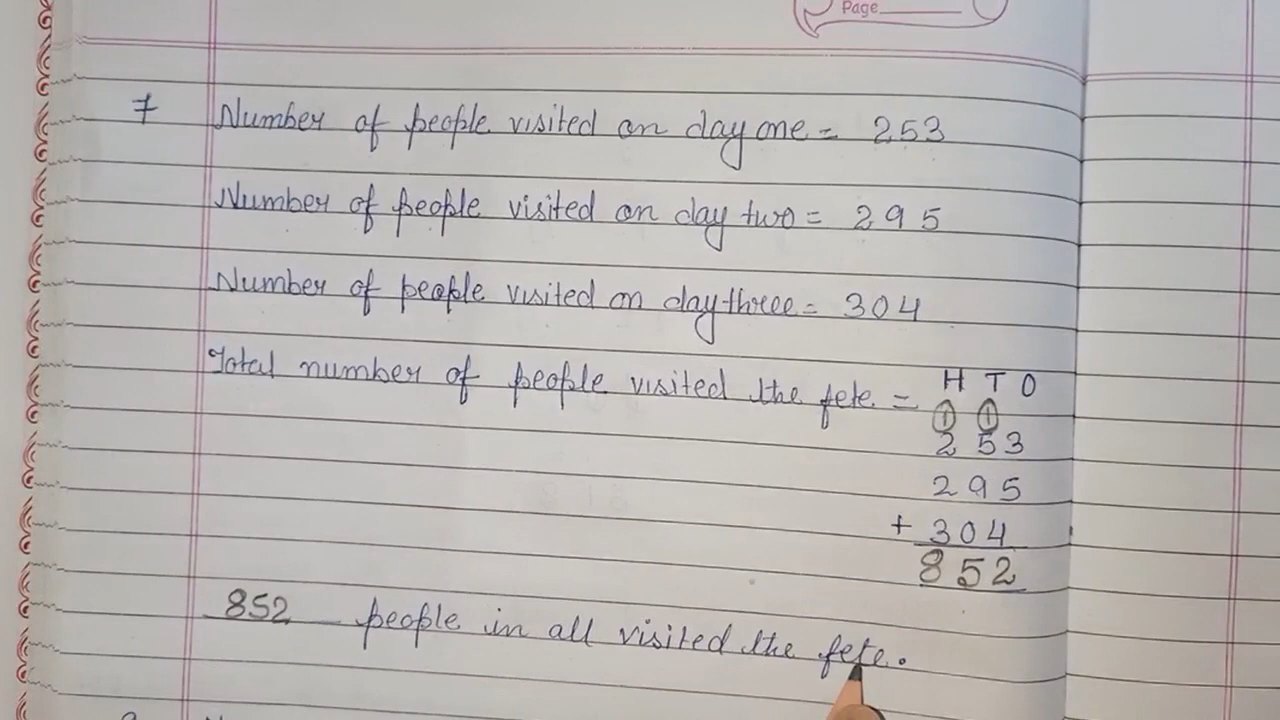 Page
7 Number of people visited on day one = 253
Number of people visited on day two = 295
Number of people visited on day three = 304
Total number of people visited the fete = H T O
1 1
2 5 3
2 9 5
+ 3 0 4
8 5 2
852 people in all visited the fete.